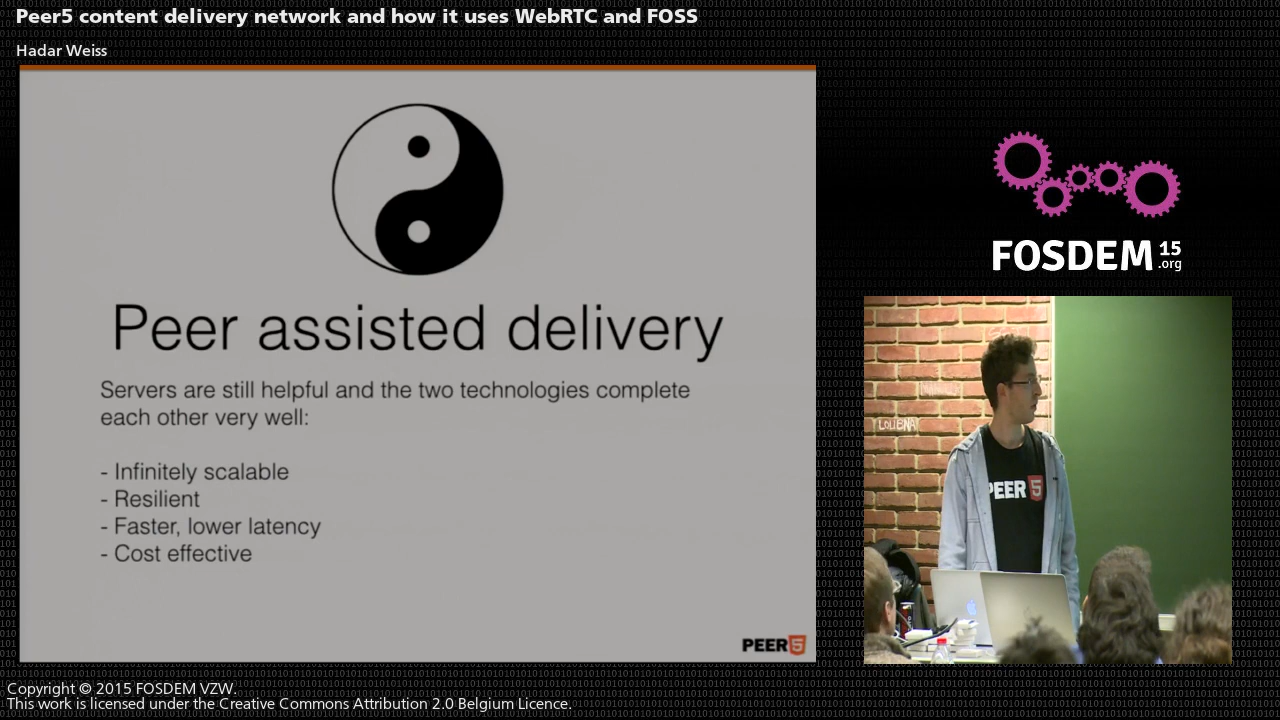 Peer5 content delivery network and how it uses WebRTC and FOSS
Hadar Weiss
Peer assisted delivery
Servers are still helpful and the two technologies complete
each other very well:
- Infinitely scalable
- Resilient
- Faster, lower latency
- Cost effective
PEER5
FOSDEM 15
.org
LOUBNA
PEER 5
Copyright © 2015 FOSDEM VZW.
This work is licensed under the Creative Commons Attribution 2.0 Belgium Licence.